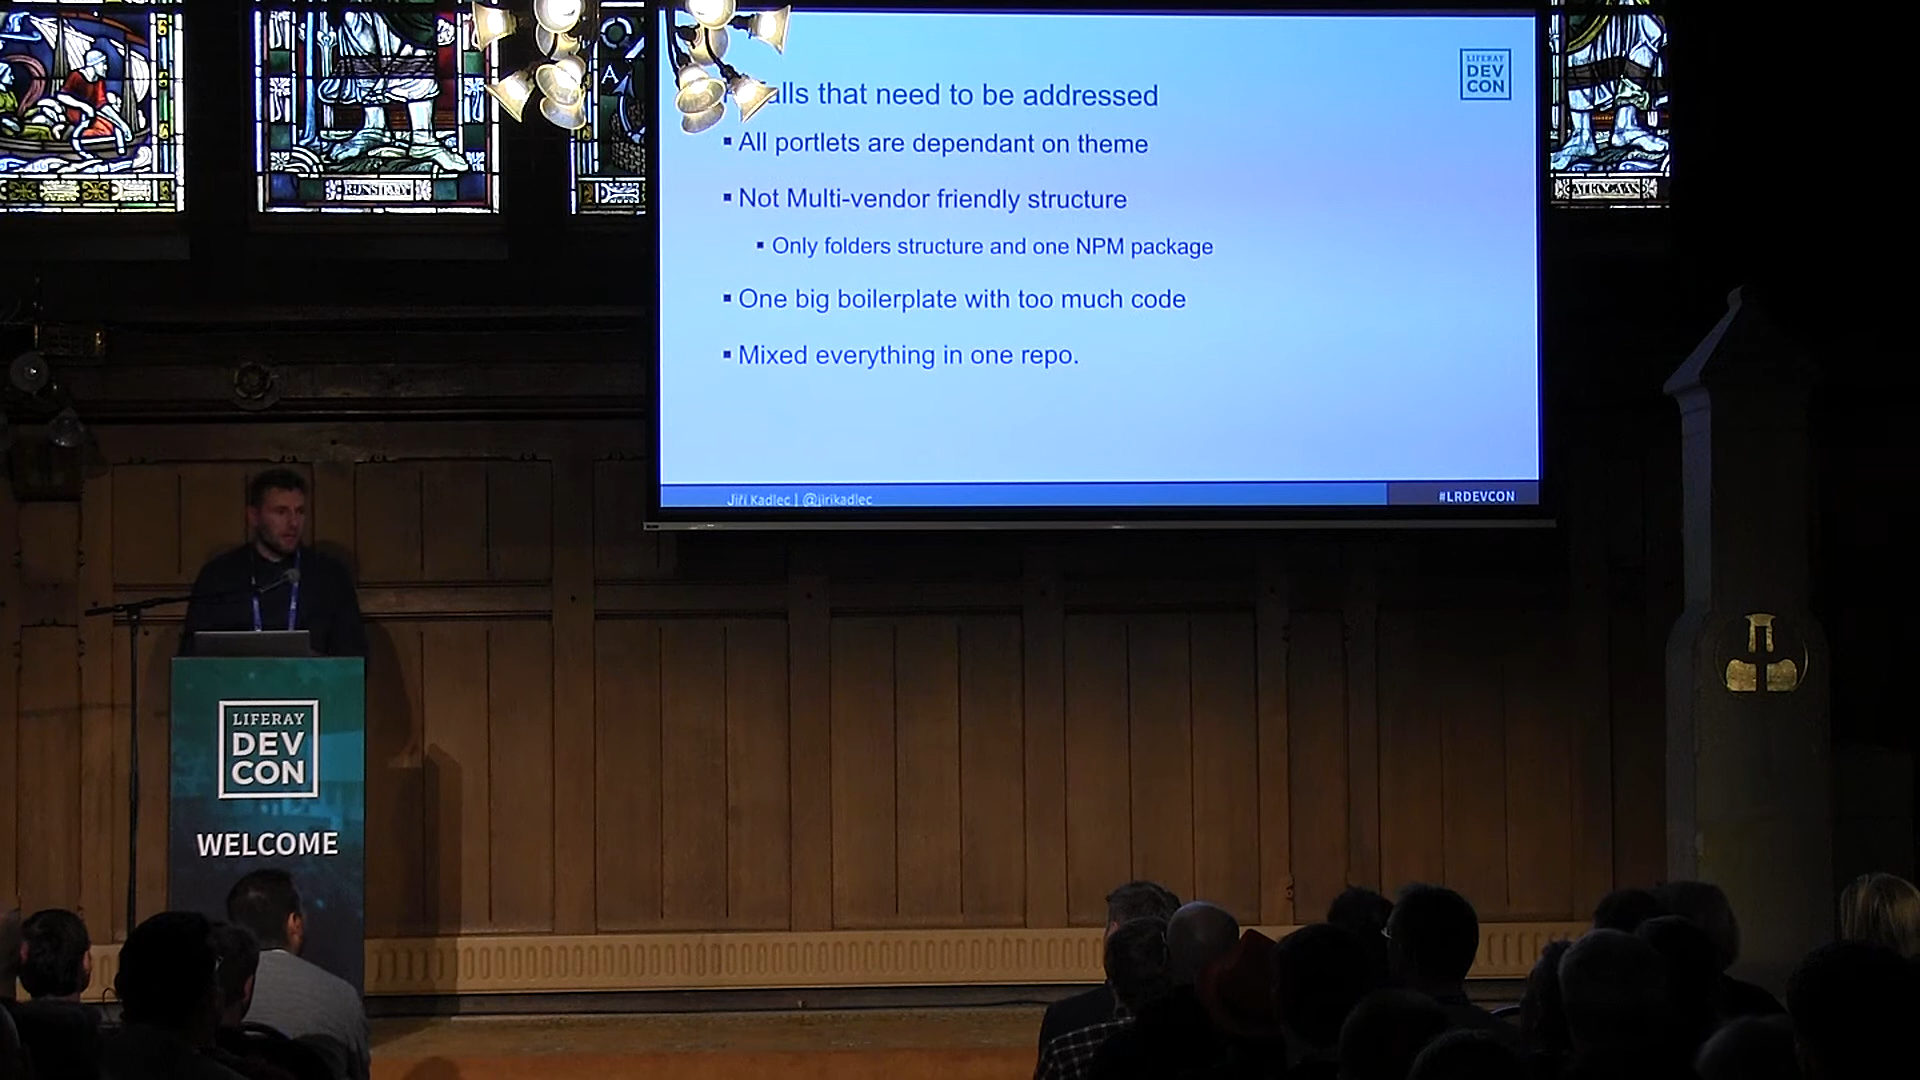 alls that need to be addressed
▪ All portlets are dependant on theme
▪ Not Multi-vendor friendly structure
▪ Only folders structure and one NPM package
▪ One big boilerplate with too much code
▪ Mixed everything in one repo.
LIFERAY
DEV
CON
Jiří Kadlec | @jirikadlec
#LRDEVCON
LIFERAY
DEV
CON
WELCOME
A